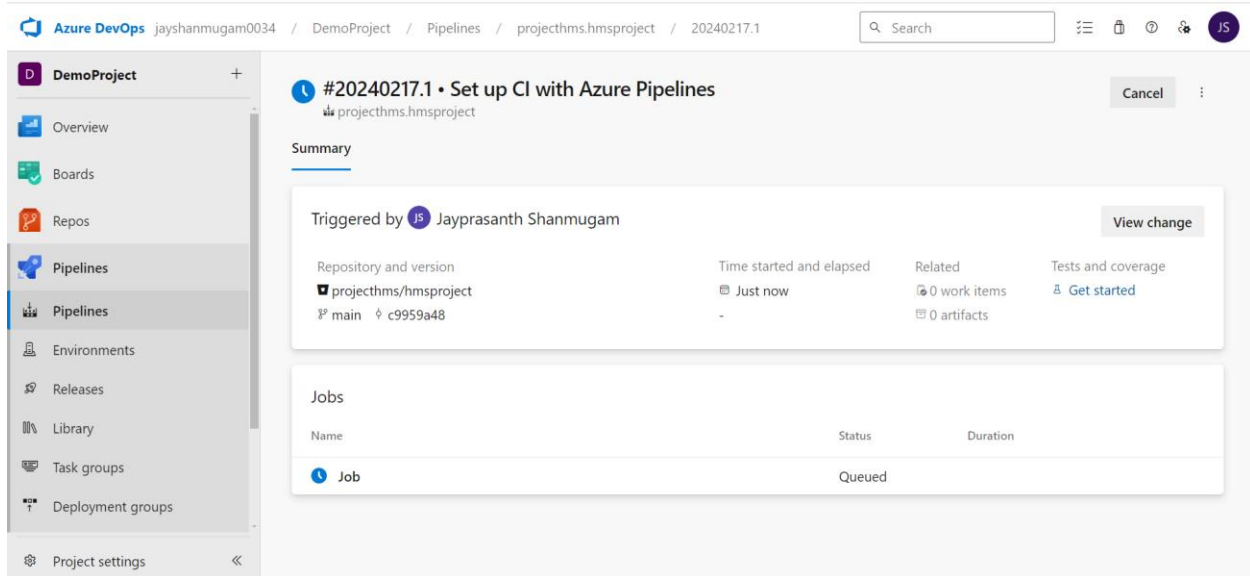 Azure DevOps jayshanmugam0034 / DemoProject / Pipelines / projecthms.hmsproject / 20240217.1
Search
JS
D DemoProject +
Overview
Boards
Repos
Pipelines
Pipelines
Environments
Releases
Library
Task groups
Deployment groups
Project settings
#20240217.1 • Set up CI with Azure Pipelines
projecthms.hmsproject
Cancel
Summary
Triggered by JS Jayprasanth Shanmugam
View change
Repository and version Time started and elapsed Related Tests and coverage
projecthms/hmsproject Just now 0 work items Get started
main c9959a48 - 0 artifacts
Jobs
Name Status Duration
Job Queued